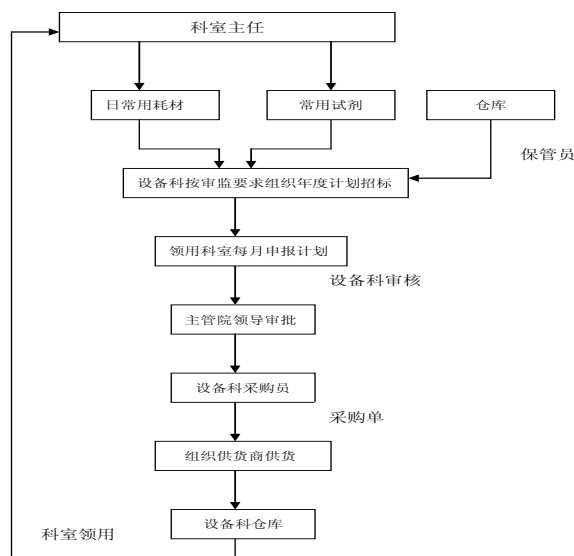 科室主任
日常用耗材
常用试剂
仓库
保管员
设备科按审监要求组织年度计划招标
领用科室每月申报计划
设备科审核
主管院领导审批
设备科采购员
采购单
组织供货商供货
设备科仓库
科室领用